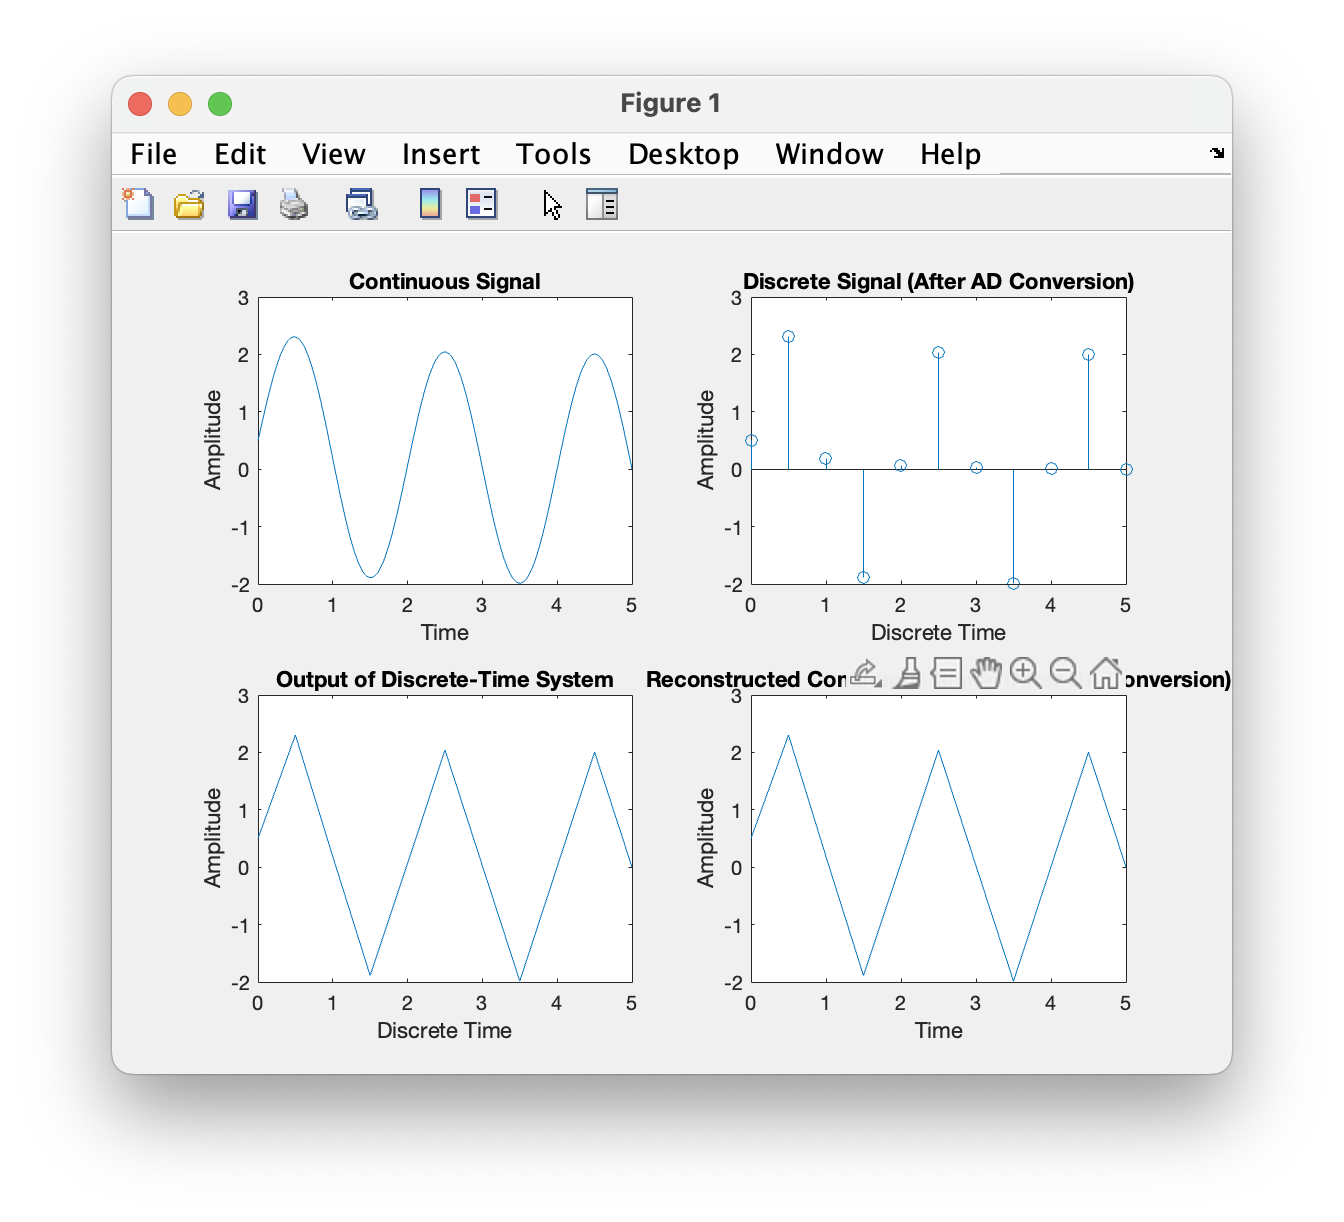 Figure 1
File Edit View Insert Tools Desktop Window Help
Continuous Signal
3
2
1
0
-1
-2
Amplitude
0 1 2 3 4 5
Time
Discrete Signal (After AD Conversion)
3
2
1
0
-1
-2
Amplitude
0 1 2 3 4 5
Discrete Time
Output of Discrete-Time System
3
2
1
0
-1
-2
Amplitude
0 1 2 3 4 5
Discrete Time
Reconstructed Con onversion)
3
2
1
0
-1
-2
Amplitude
0 1 2 3 4 5
Time